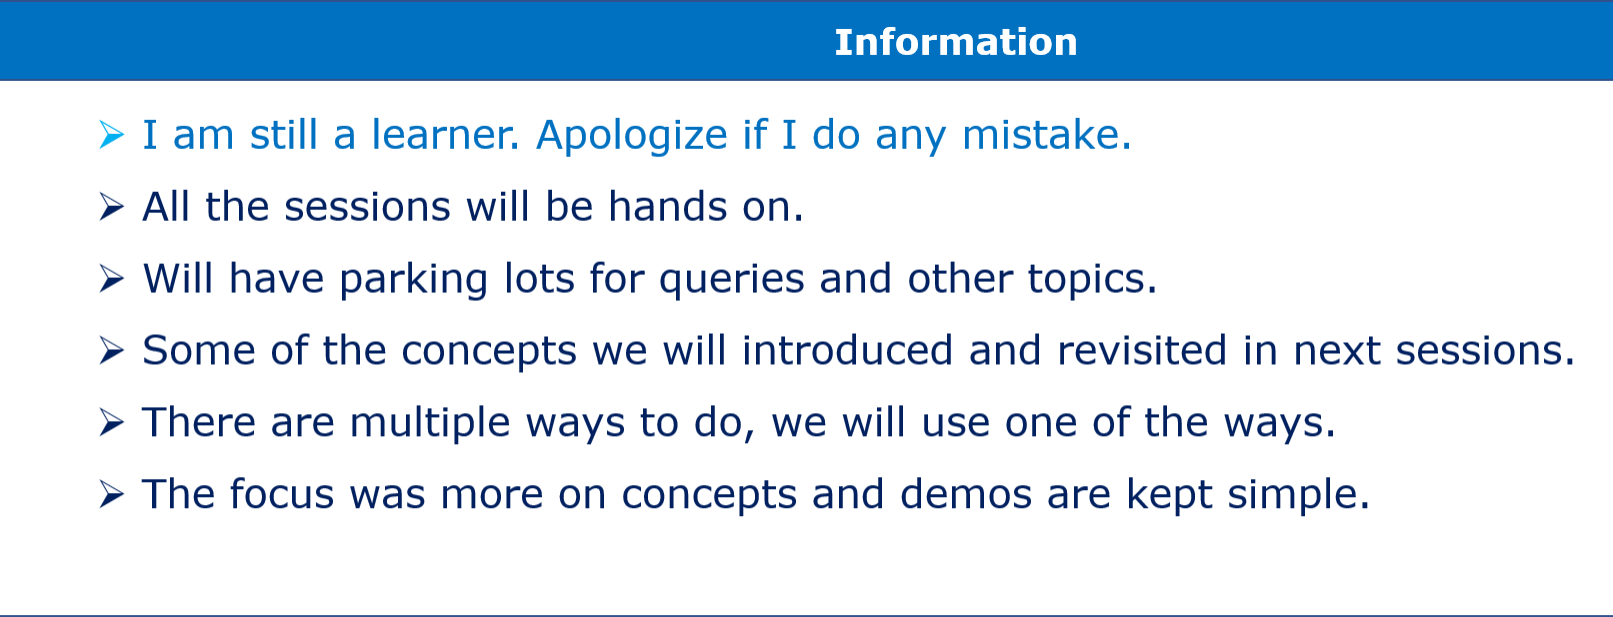 Information
➢ I am still a learner. Apologize if I do any mistake.
➢ All the sessions will be hands on.
➢ Will have parking lots for queries and other topics.
➢ Some of the concepts we will introduced and revisited in next sessions.
➢ There are multiple ways to do, we will use one of the ways.
➢ The focus was more on concepts and demos are kept simple.